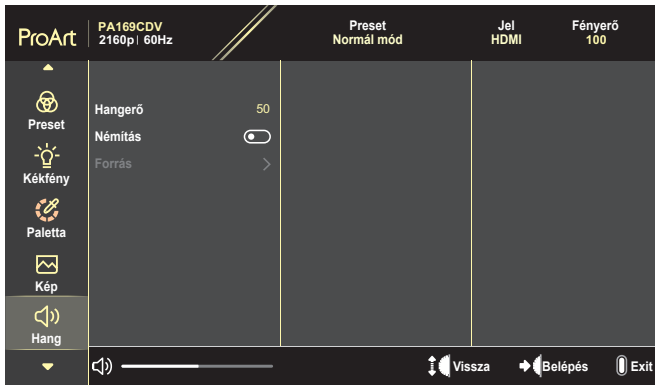 ProArt
PA169CDV
2160p| 60Hz
Preset
Normál mód
Jel
HDMI
Fényerő
100
Preset
Kékfény
Paletta
Kép
Hang
Hangerő 50
Némítás
Forrás
Vissza Belépés Exit